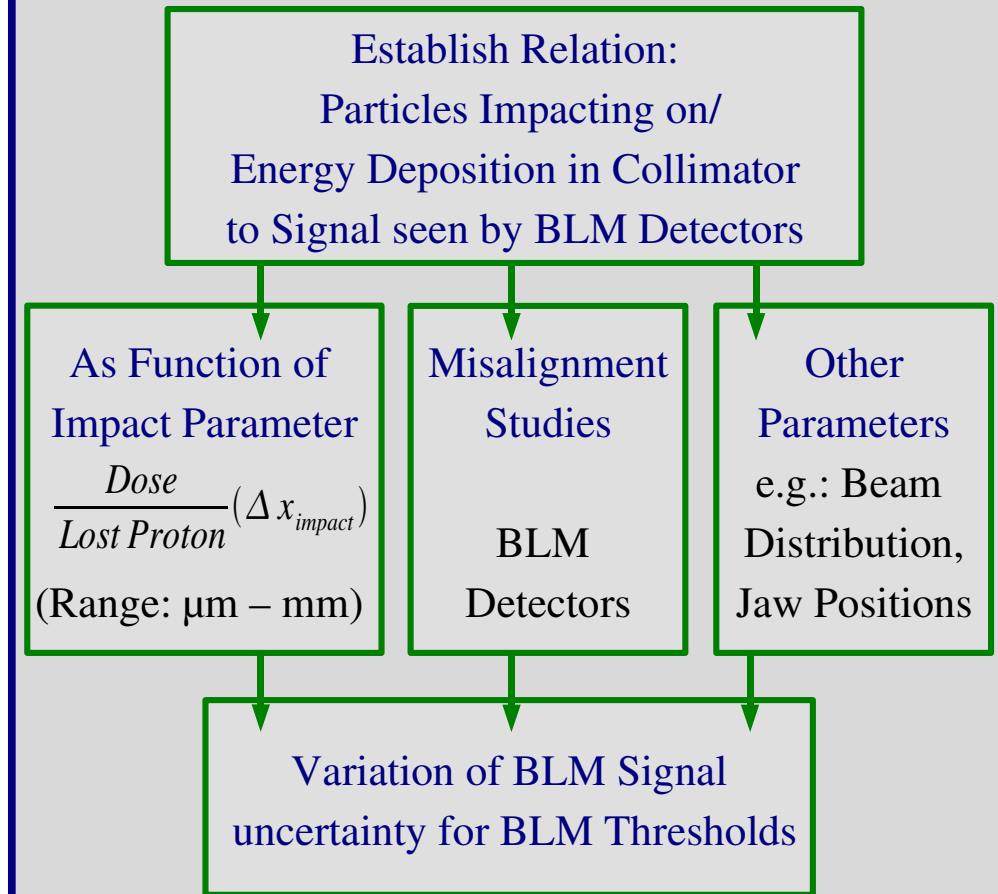 Establish Relation:
Particles Impacting on/
Energy Deposition in Collimator
to Signal seen by BLM Detectors
As Function of
Impact Parameter
Dose
Lost Proton (Δ x_impact)
(Range: μm – mm)
Misalignment
Studies
BLM
Detectors
Other
Parameters
e.g.: Beam
Distribution,
Jaw Positions
Variation of BLM Signal
uncertainty for BLM Thresholds